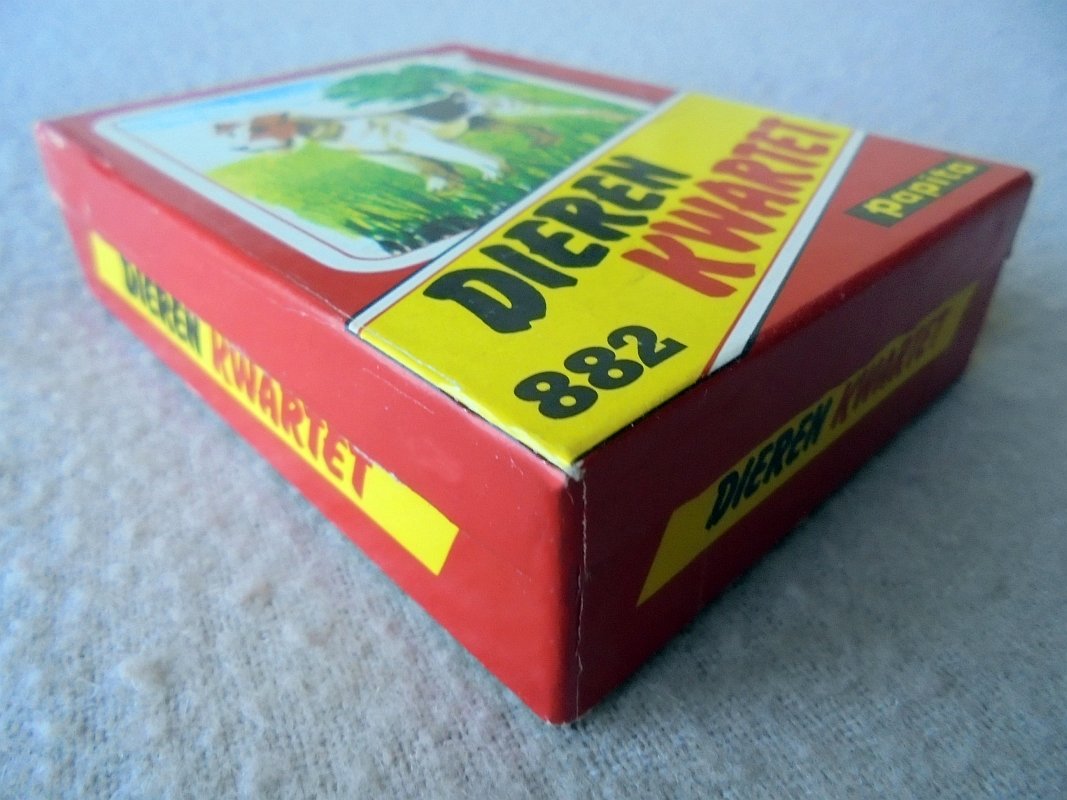 DIEREN
KWARTET
882
Papita
DIEREN KWARTET
DIEREN KWARTET